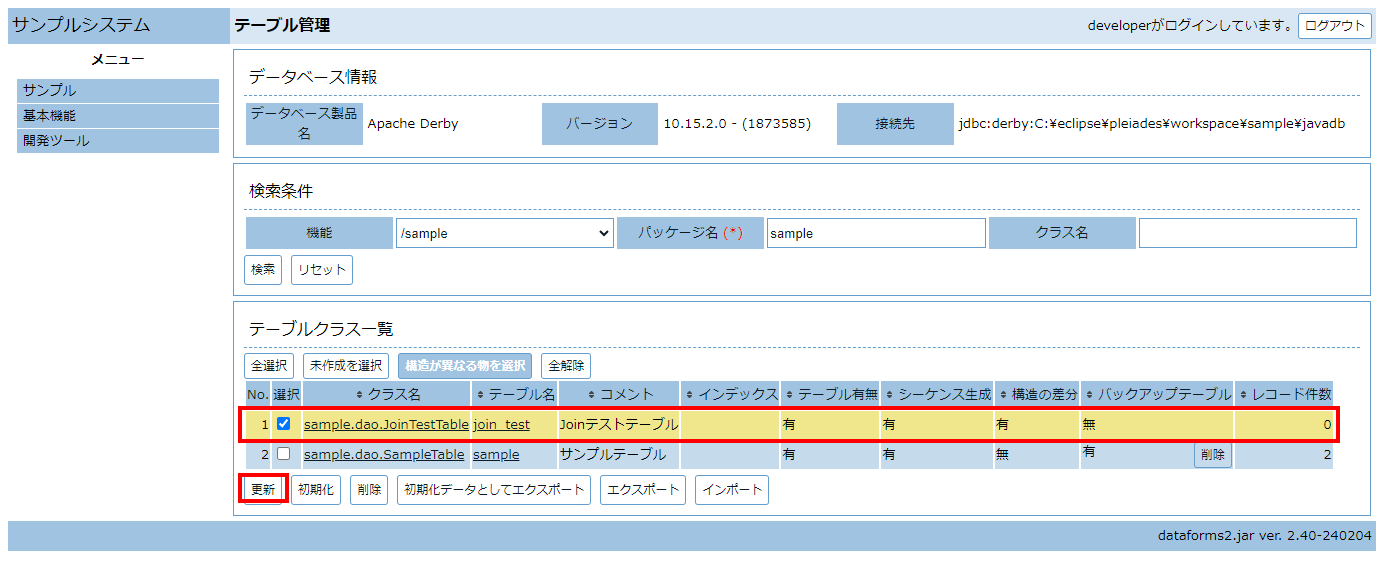 サンプルシステム
テーブル管理
developerがログインしています。 ログアウト
メニュー
サンプル
基本機能
開発ツール
データベース情報
データベース製品名 Apache Derby バージョン 10.15.2.0 - (1873585) 接続先 jdbc:derby:C:¥eclipse¥pleiades¥workspace¥sample¥javadb
検索条件
機能 /sample パッケージ名 (*) sample クラス名
検索 リセット
テーブルクラス一覧
全選択 未作成を選択 構造が異なる物を選択 全解除
No. 選択 クラス名 テーブル名 コメント インデックス テーブル有無 シーケンス生成 構造の差分 バックアップテーブル レコード件数
1 sample.dao.JoinTestTable join_test Joinテストテーブル 有 有 有 無 0
2 sample.dao.SampleTable sample サンプルテーブル 有 有 無 有 削除 2
更新 初期化 削除 初期化データとしてエクスポート エクスポート インポート
dataforms2.jar ver. 2.40-240204